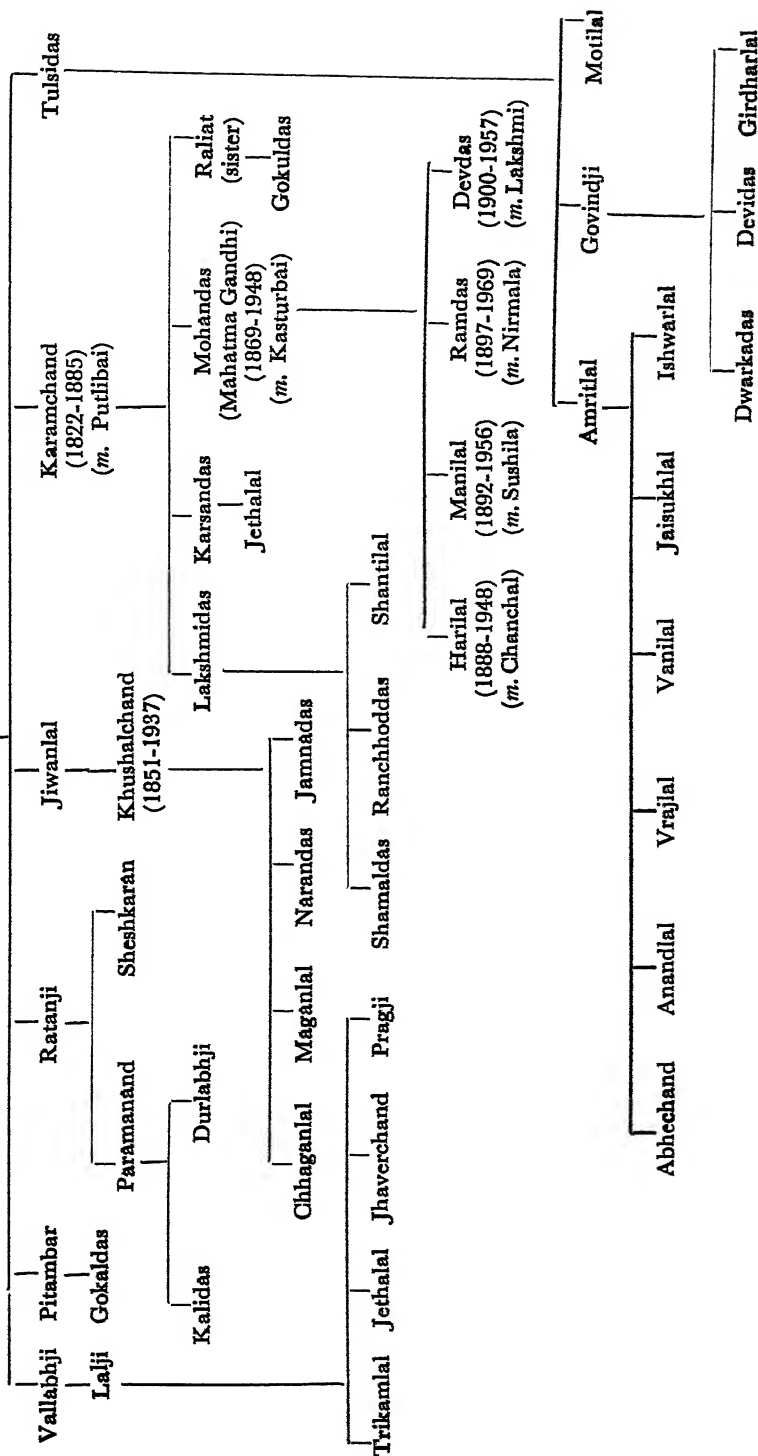 Vallabhji Pitambar Ratanji Jiwanlal Karamchand Tulsidas
(1822-1885)
(m. Putlibai)
Lalji Gokaldas Paramanand Sheshkaran Khushalchand
(1851-1937)
Lakshmidas Karsandas Mohandas Raliat
(Mahatma Gandhi) (sister)
(1869-1948)
(m. Kasturbai)
Jethalal Gokuldas
Kalidas Durlabhji
Chhaganlal Maganlal Narandas Jamnadas
Trikamlal Jethalal Jhaverchand Pragji Shamaldas Ranchhoddas Shantilal
Harilal Manilal Ramdas Devdas
(1888-1948) (1892-1956) (1897-1969) (1900-1957)
(m. Chanchal) (m. Sushila) (m. Nirmala) (m. Lakshmi)
Amritlal Govindji Motilal
Abhechand Anandlal Vrajlal Vanilal Jaisukhlal Ishwarlal
Dwarkadas Devidas Girdharlal